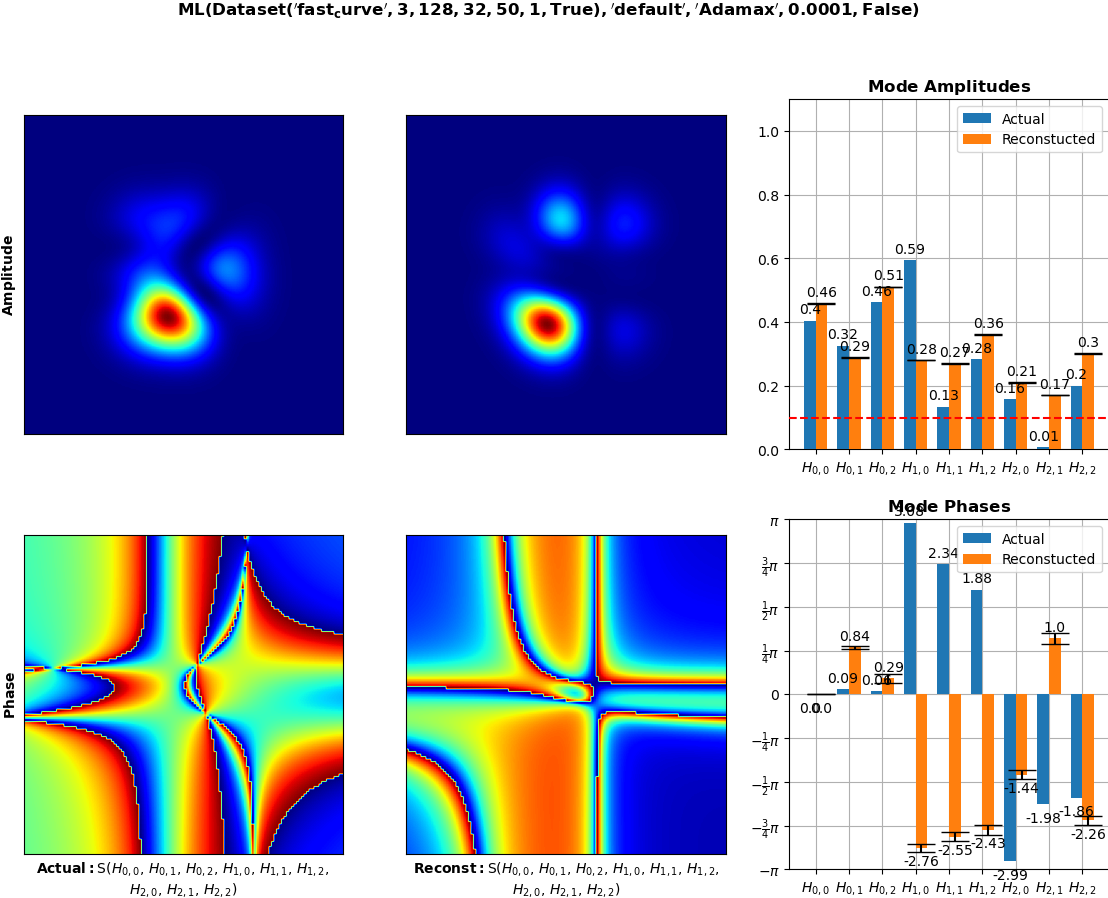 ML(Dataset('fast_curve', 3, 128, 32, 50, 1, True), 'default', 'Adamax', 0.0001, False)
Amplitude
Mode Amplitudes
Actual
Reconstucted
1.0
0.8
0.6
0.4
0.2
0.0
0.4
0.46
0.32
0.29
0.46
0.51
0.59
0.28
0.13
0.27
0.28
0.36
0.16
0.21
0.01
0.17
0.2
0.3
H0,0 H0,1 H0,2 H1,0 H1,1 H1,2 H2,0 H2,1 H2,2
Phase
Mode Phases
Actual
Reconstucted
π
3/4π
1/2π
1/4π
0
−1/4π
−1/2π
−3/4π
−π
0.0
0.0
0.09
0.84
0.06
0.29
3.08
-2.76
2.34
-2.55
1.88
-2.43
-2.99
-1.44
-1.98
1.0
-1.86
-2.26
H0,0 H0,1 H0,2 H1,0 H1,1 H1,2 H2,0 H2,1 H2,2
Actual: S(H0,0, H0,1, H0,2, H1,0, H1,1, H1,2,
H2,0, H2,1, H2,2)
Reconst: S(H0,0, H0,1, H0,2, H1,0, H1,1, H1,2,
H2,0, H2,1, H2,2)